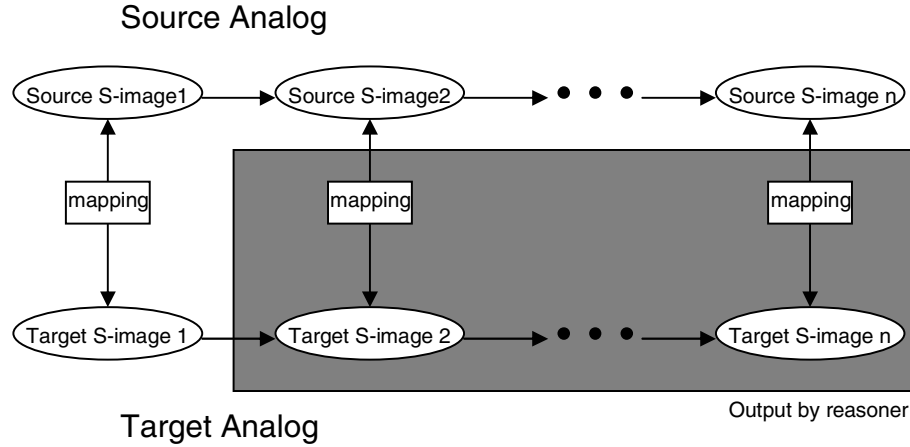 Source Analog
Source S-image1
Source S-image2
Source S-image n
mapping
mapping
mapping
Target S-image 1
Target S-image 2
Target S-image n
Output by reasoner
Target Analog